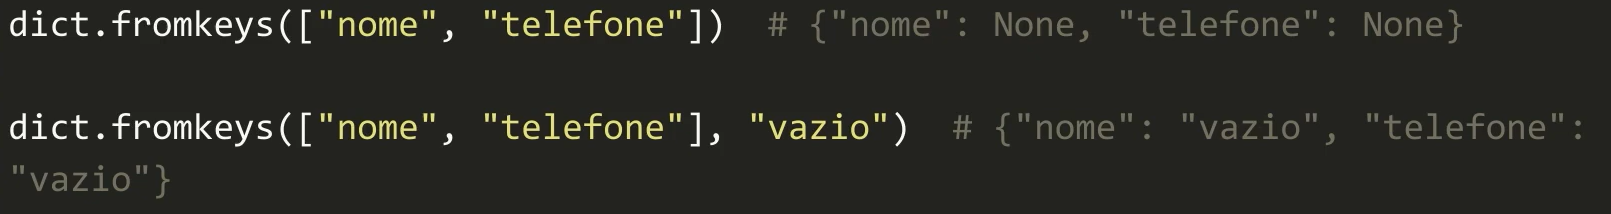 dict.fromkeys(["nome", "telefone"])  # {"nome": None, "telefone": None}
dict.fromkeys(["nome", "telefone"], "vazio")  # {"nome": "vazio", "telefone":
"vazio"}